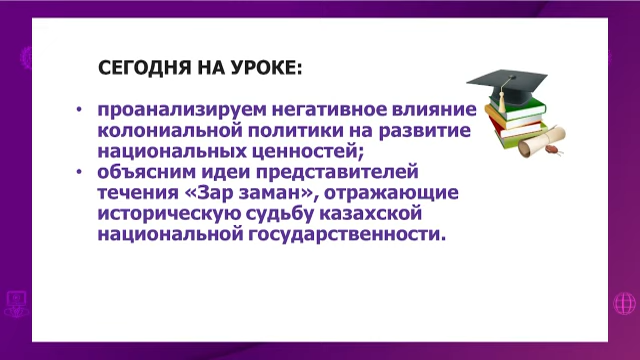 СЕГОДНЯ НА УРОКЕ:
• проанализируем негативное влияние
колониальной политики на развитие
национальных ценностей;
• объясним идеи представителей
течения «Зар заман», отражающие
историческую судьбу казахской
национальной государственности.